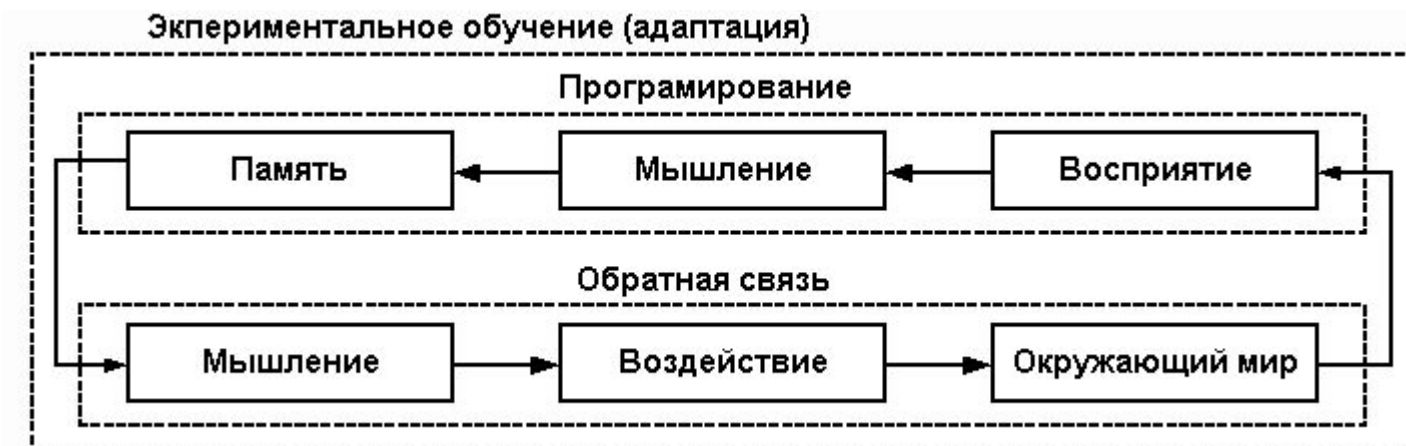 Экпериментальное обучение (адаптация)
Програмирование
Память
Мышление
Восприятие
Обратная связь
Мышление
Воздействие
Окружающий мир